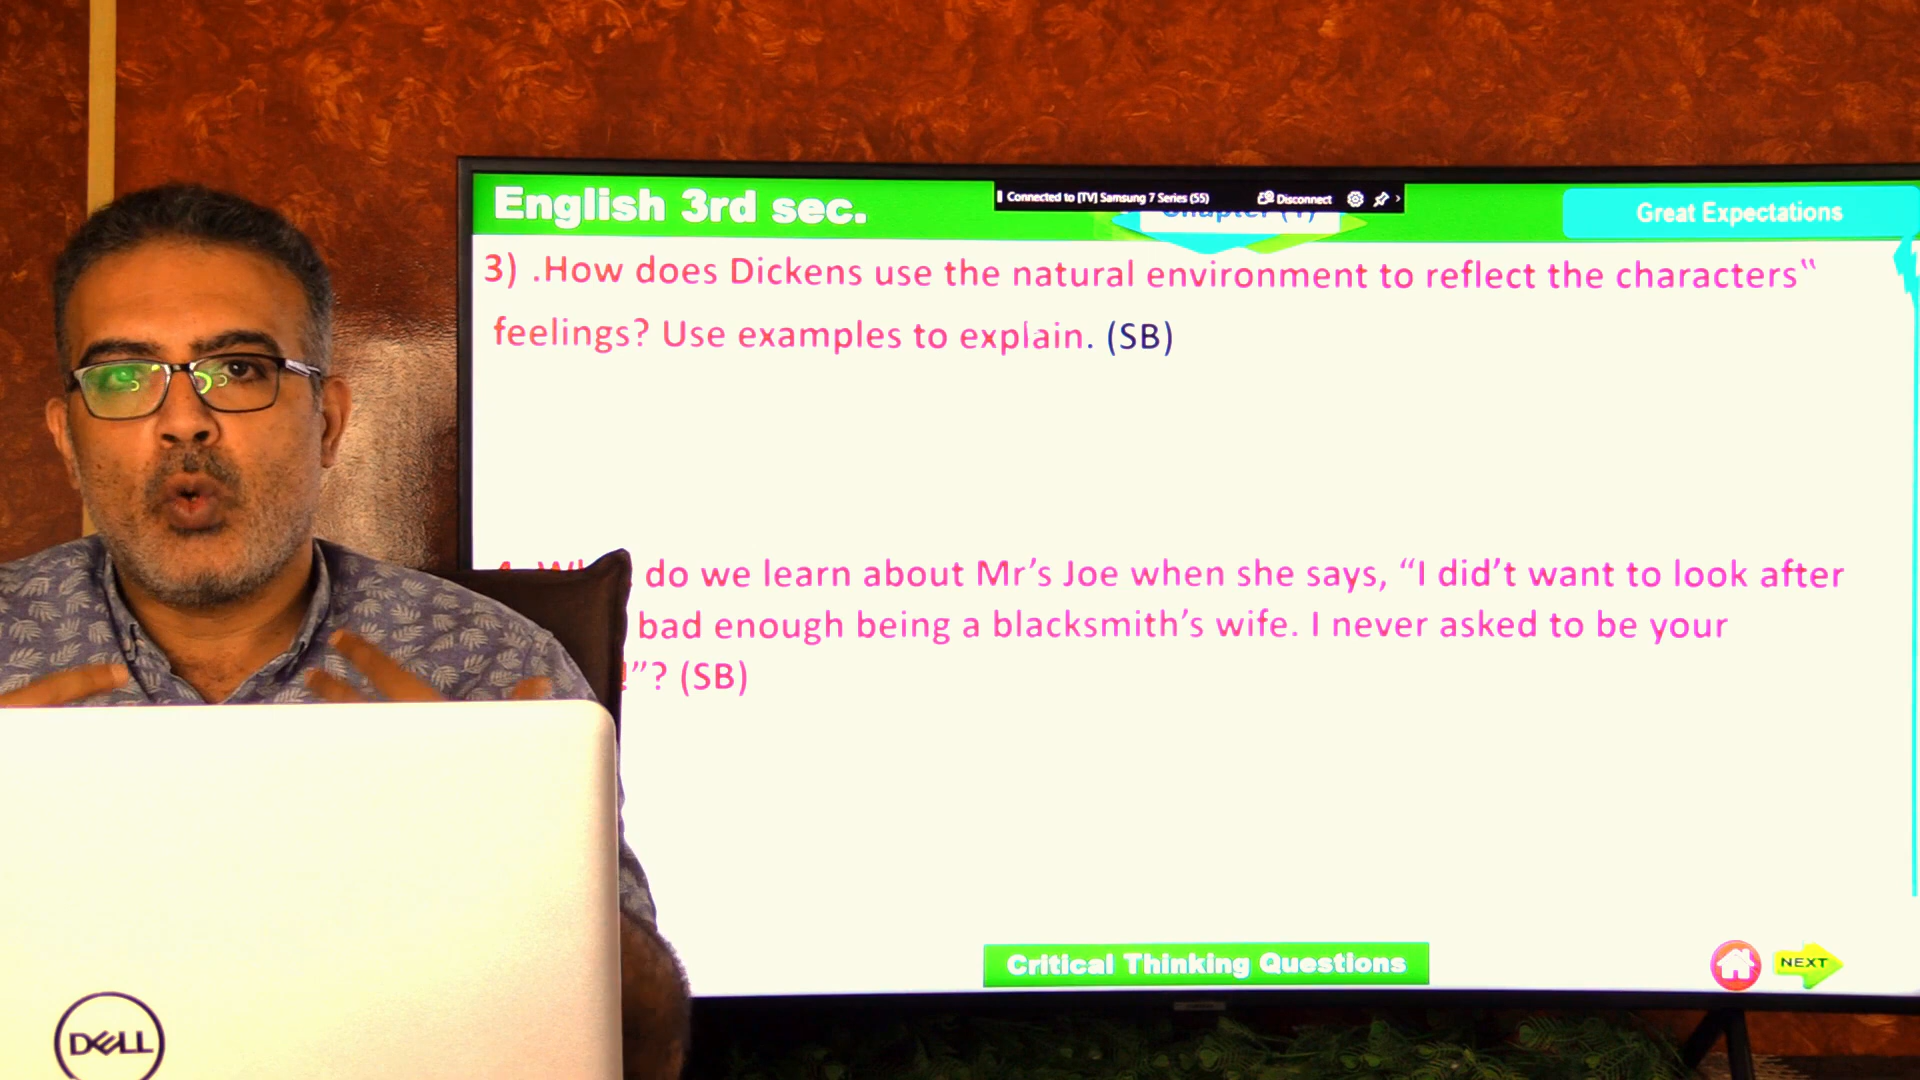 English 3rd sec.
Connected to [TV] Samsung 7 Series (55) Disconnect
Chapter (1)
Great Expectations
3) .How does Dickens use the natural environment to reflect the characters"
feelings? Use examples to explain. (SB)
do we learn about Mr's Joe when she says, “I did't want to look after
bad enough being a blacksmith's wife. I never asked to be your
!”? (SB)
Critical Thinking Questions
NEXT
DELL